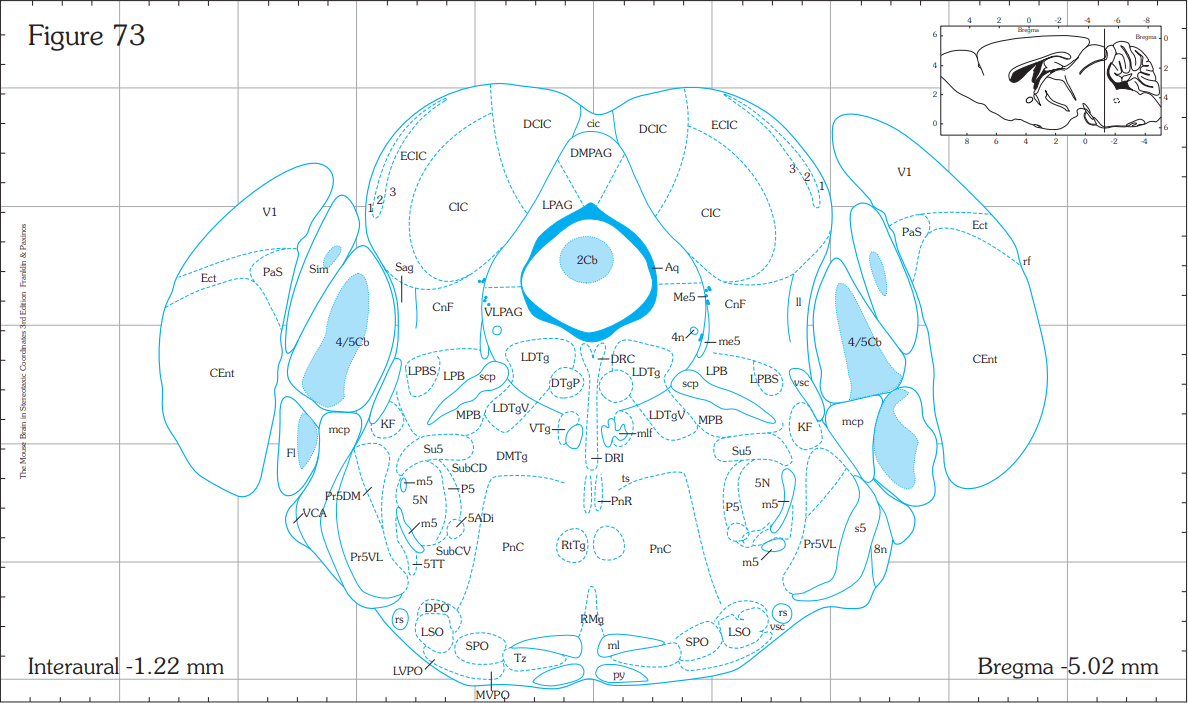 Figure 73
4 2 0 -2 -4 -6 -8
Bregma
Bregma
6 4 2 0
0 2 4 6
8 6 4 2 0 -2 -4
DCIC cic DCIC ECIC
ECIC DMPAG
3 2 1
V1
1 2 3
LPAG
CIC CIC
V1
PaS Ect
2Cb
rf
Sim PaS Ect
Sag Aq
CnF VLPAG Me5 CnF ll
4n me5
4/5Cb 4/5Cb
LDTg DRC
CEnt LPBS LPB scp DTgP LDTg scp LPB LPBS vsc CEnt
MPB LDTgV LDTgV MPB
KF VTg mlf KF mcp
mcp
Fl Su5 DMTg DRI Su5
SubCD
m5 P5 ts 5N
Pr5DM 5N PnR P5 m5
VCA m5 5ADi s5
Pr5VL SubCV PnC RtTg PnC Pr5VL 8n
5TT m5
DPO
rs LSO RMg LSO rs
vsc
SPO ml SPO
Tz
LVPO py
MVPO
Interaural -1.22 mm
Bregma -5.02 mm
The Mouse Brain in Stereotaxic Coordinates 3rd Edition Franklin & Paxinos